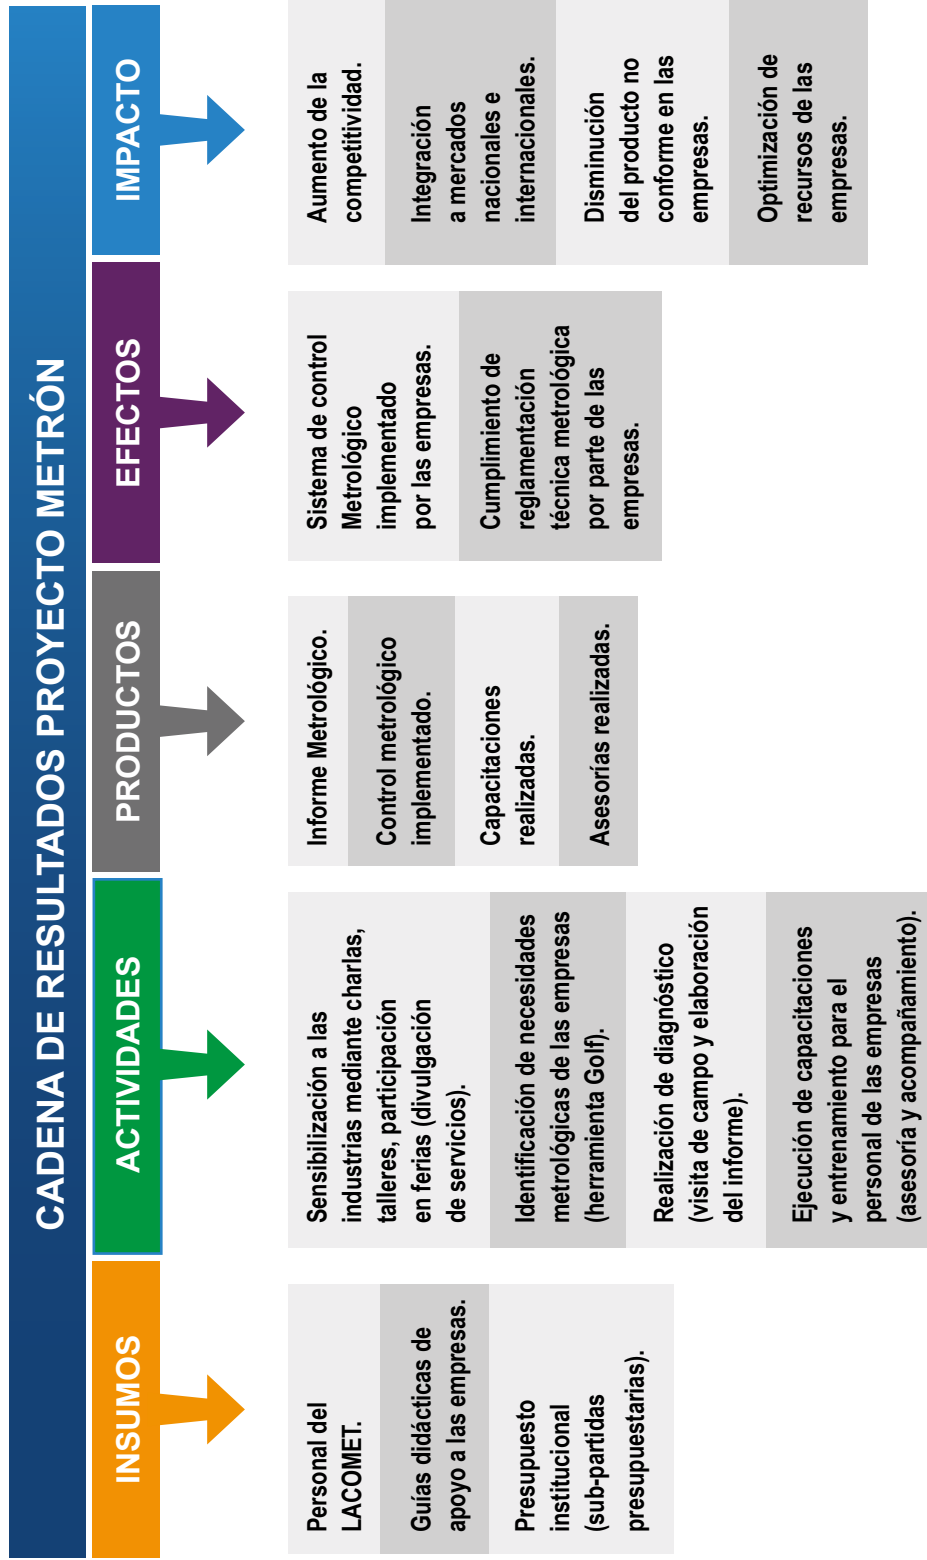 CADENA DE RESULTADOS PROYECTO METRÓN
INSUMOS
Personal del
LACOMET.
Guías didácticas de
apoyo a las empresas.
Presupuesto
institucional
(sub-partidas
presupuestarias).
ACTIVIDADES
Sensibilización a las
industrias mediante charlas,
talleres, participación
en ferias (divulgación
de servicios).
Identificación de necesidades
metrológicas de las empresas
(herramienta Golf).
Realización de diagnóstico
(visita de campo y elaboración
del informe).
Ejecución de capacitaciones
y entrenamiento para el
personal de las empresas
(asesoría y acompañamiento).
PRODUCTOS
Informe Metrológico.
Control metrológico
implementado.
Capacitaciones
realizadas.
Asesorías realizadas.
EFECTOS
Sistema de control
Metrológico
implementado
por las empresas.
Cumplimiento de
reglamentación
técnica metrológica
por parte de las
empresas.
IMPACTO
Aumento de la
competitividad.
Integración
a mercados
nacionales e
internacionales.
Disminución
del producto no
conforme en las
empresas.
Optimización de
recursos de las
empresas.